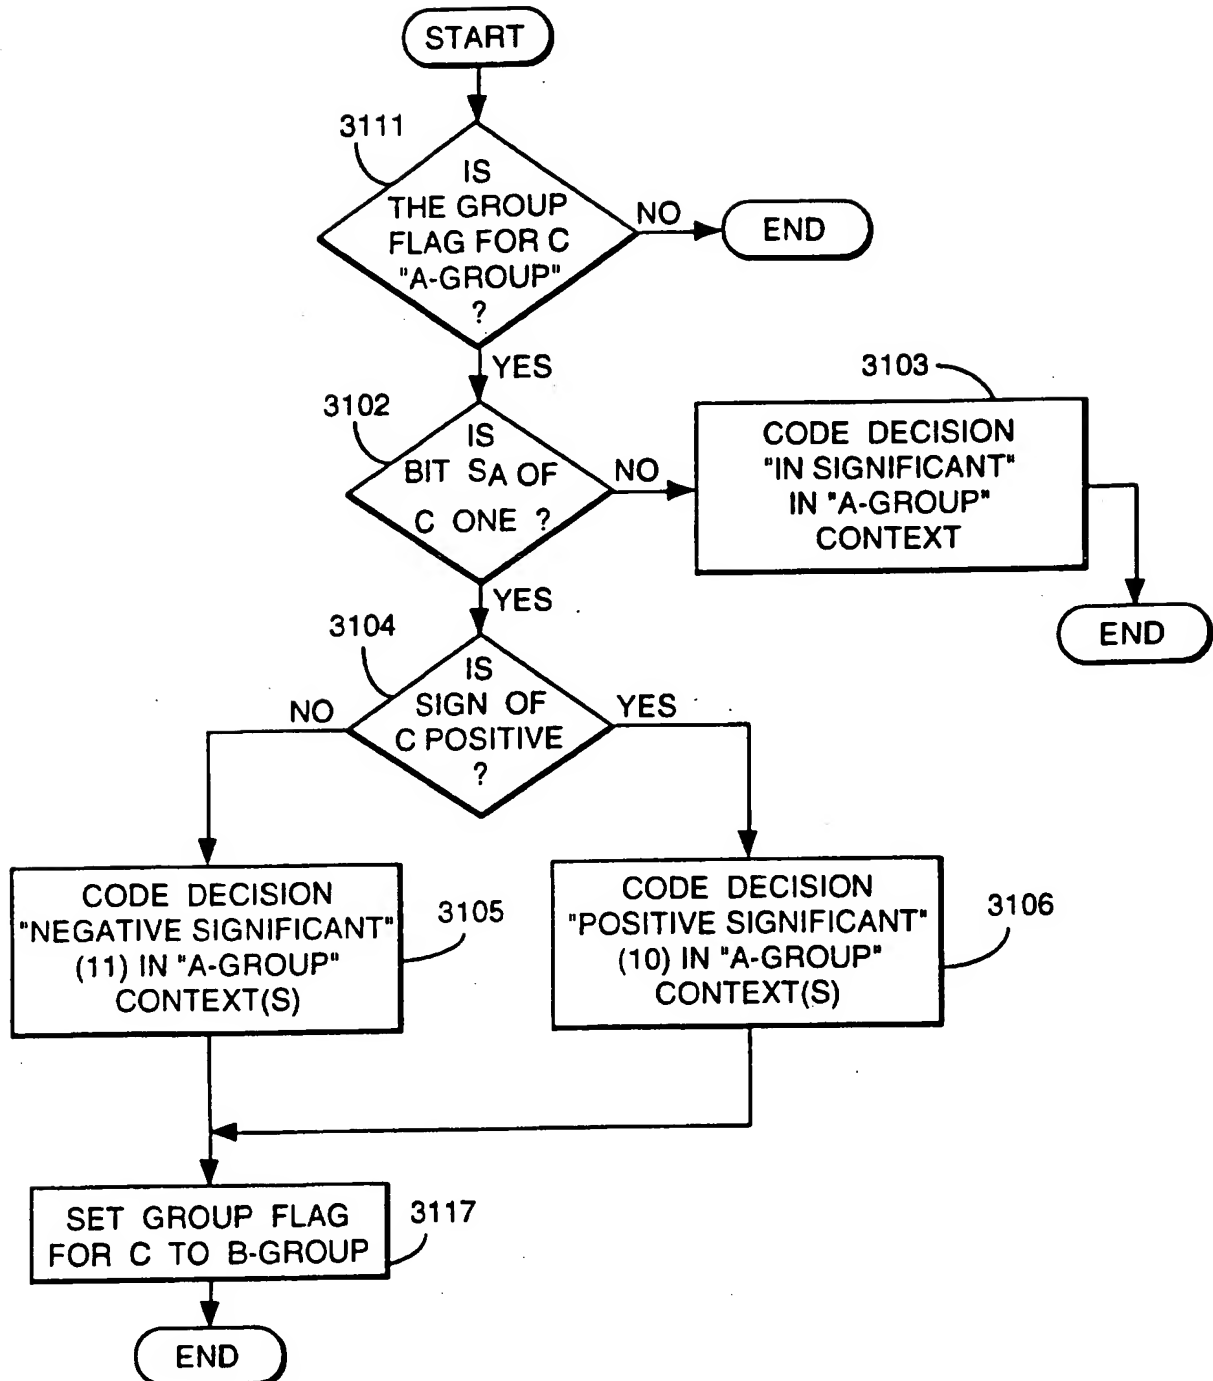 START
3111
IS
THE GROUP
FLAG FOR C
"A-GROUP"
?
NO
END
YES
3102
IS
BIT SA OF
C ONE ?
NO
3103
CODE DECISION
"IN SIGNIFICANT"
IN "A-GROUP"
CONTEXT
END
YES
3104
IS
SIGN OF
C POSITIVE
?
NO
YES
CODE DECISION
"NEGATIVE SIGNIFICANT"
(11) IN "A-GROUP"
CONTEXT(S)
3105
CODE DECISION
"POSITIVE SIGNIFICANT"
(10) IN "A-GROUP"
CONTEXT(S)
3106
SET GROUP FLAG
FOR C TO B-GROUP
3117
END